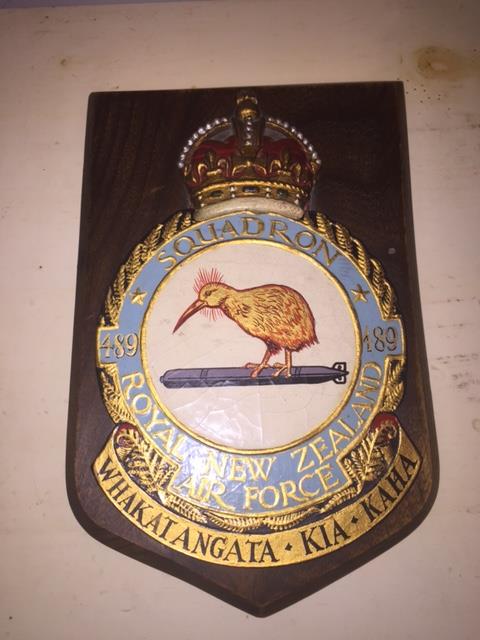 SQUADRON
489 489
ROYAL NEW ZEALAND
AIR FORCE
WHAKATANGATA · KIA · KAHA